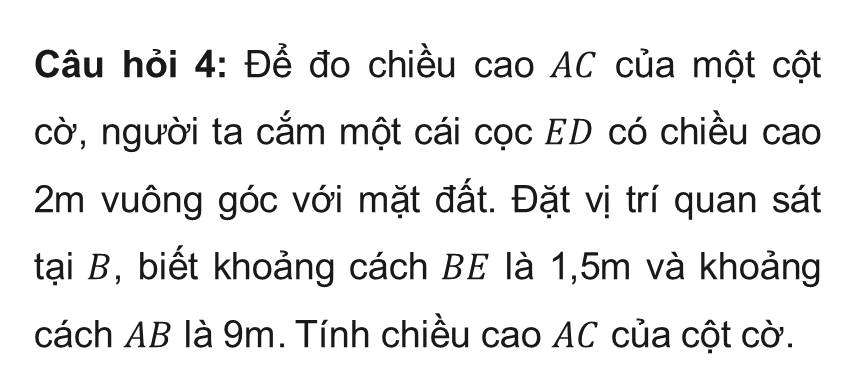 Câu hỏi 4: Để đo chiều cao AC của một cột
cờ, người ta cắm một cái cọc ED có chiều cao
2m vuông góc với mặt đất. Đặt vị trí quan sát
tại B, biết khoảng cách BE là 1,5m và khoảng
cách AB là 9m. Tính chiều cao AC của cột cờ.